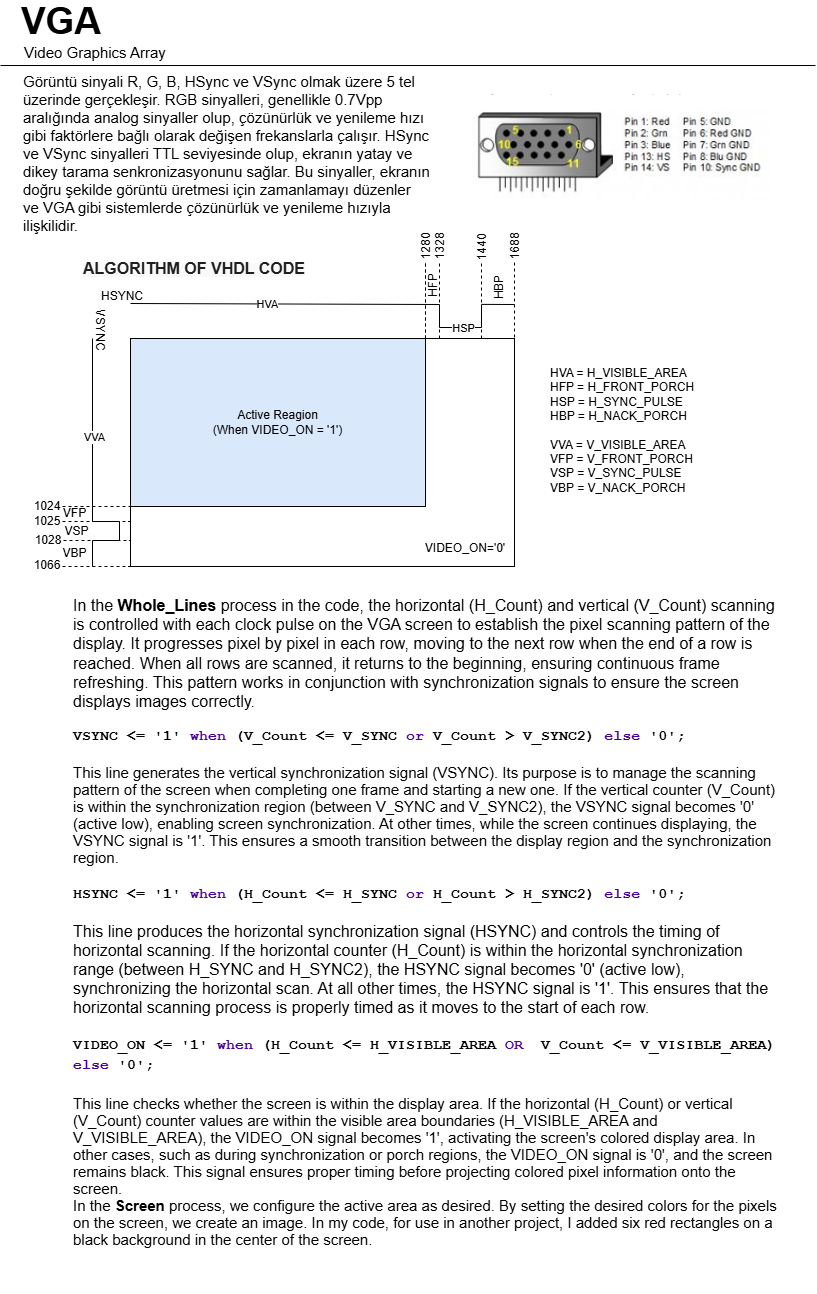 VGA
Video Graphics Array
Görüntü sinyali R, G, B, HSync ve VSync olmak üzere 5 tel
üzerinde gerçekleşir. RGB sinyalleri, genellikle 0.7Vpp
aralığında analog sinyaller olup, çözünürlük ve yenileme hızı
gibi faktörlere bağlı olarak değişen frekanslarla çalışır. HSync
ve VSync sinyalleri TTL seviyesinde olup, ekranın yatay ve
dikey tarama senkronizasyonunu sağlar. Bu sinyaller, ekranın
doğru şekilde görüntü üretmesi için zamanlamayı düzenler
ve VGA gibi sistemlerde çözünürlük ve yenileme hızıyla
ilişkilidir.
5 1
10 6
15 11
Pin 1: Red Pin 5: GND
Pin 2: Grn Pin 6: Red GND
Pin 3: Blue Pin 7: Grn GND
Pin 13: HS Pin 8: Blu GND
Pin 14: VS Pin 10: Sync GND
ALGORITHM OF VHDL CODE
1280
1328
1440
1688
HSYNC
HVA
HFP
HSP
HBP
VSYNC
VVA
Active Reagion
(When VIDEO_ON = '1')
HVA = H_VISIBLE_AREA
HFP = H_FRONT_PORCH
HSP = H_SYNC_PULSE
HBP = H_NACK_PORCH
VVA = V_VISIBLE_AREA
VFP = V_FRONT_PORCH
VSP = V_SYNC_PULSE
VBP = V_NACK_PORCH
1024
VFP
1025
VSP
1028
VBP
1066
VIDEO_ON='0'
In the Whole_Lines process in the code, the horizontal (H_Count) and vertical (V_Count) scanning
is controlled with each clock pulse on the VGA screen to establish the pixel scanning pattern of the
display. It progresses pixel by pixel in each row, moving to the next row when the end of a row is
reached. When all rows are scanned, it returns to the beginning, ensuring continuous frame
refreshing. This pattern works in conjunction with synchronization signals to ensure the screen
displays images correctly.
VSYNC <= '1' when (V_Count <= V_SYNC or V_Count > V_SYNC2) else '0';
This line generates the vertical synchronization signal (VSYNC). Its purpose is to manage the scanning
pattern of the screen when completing one frame and starting a new one. If the vertical counter (V_Count)
is within the synchronization region (between V_SYNC and V_SYNC2), the VSYNC signal becomes '0'
(active low), enabling screen synchronization. At other times, while the screen continues displaying, the
VSYNC signal is '1'. This ensures a smooth transition between the display region and the synchronization
region.
HSYNC <= '1' when (H_Count <= H_SYNC or H_Count > H_SYNC2) else '0';
This line produces the horizontal synchronization signal (HSYNC) and controls the timing of
horizontal scanning. If the horizontal counter (H_Count) is within the horizontal synchronization
range (between H_SYNC and H_SYNC2), the HSYNC signal becomes '0' (active low),
synchronizing the horizontal scan. At all other times, the HSYNC signal is '1'. This ensures that the
horizontal scanning process is properly timed as it moves to the start of each row.
VIDEO_ON <= '1' when (H_Count <= H_VISIBLE_AREA OR V_Count <= V_VISIBLE_AREA)
else '0';
This line checks whether the screen is within the display area. If the horizontal (H_Count) or vertical
(V_Count) counter values are within the visible area boundaries (H_VISIBLE_AREA and
V_VISIBLE_AREA), the VIDEO_ON signal becomes '1', activating the screen's colored display area. In
other cases, such as during synchronization or porch regions, the VIDEO_ON signal is '0', and the screen
remains black. This signal ensures proper timing before projecting colored pixel information onto the
screen.
In the Screen process, we configure the active area as desired. By setting the desired colors for the pixels
on the screen, we create an image. In my code, for use in another project, I added six red rectangles on a
black background in the center of the screen.